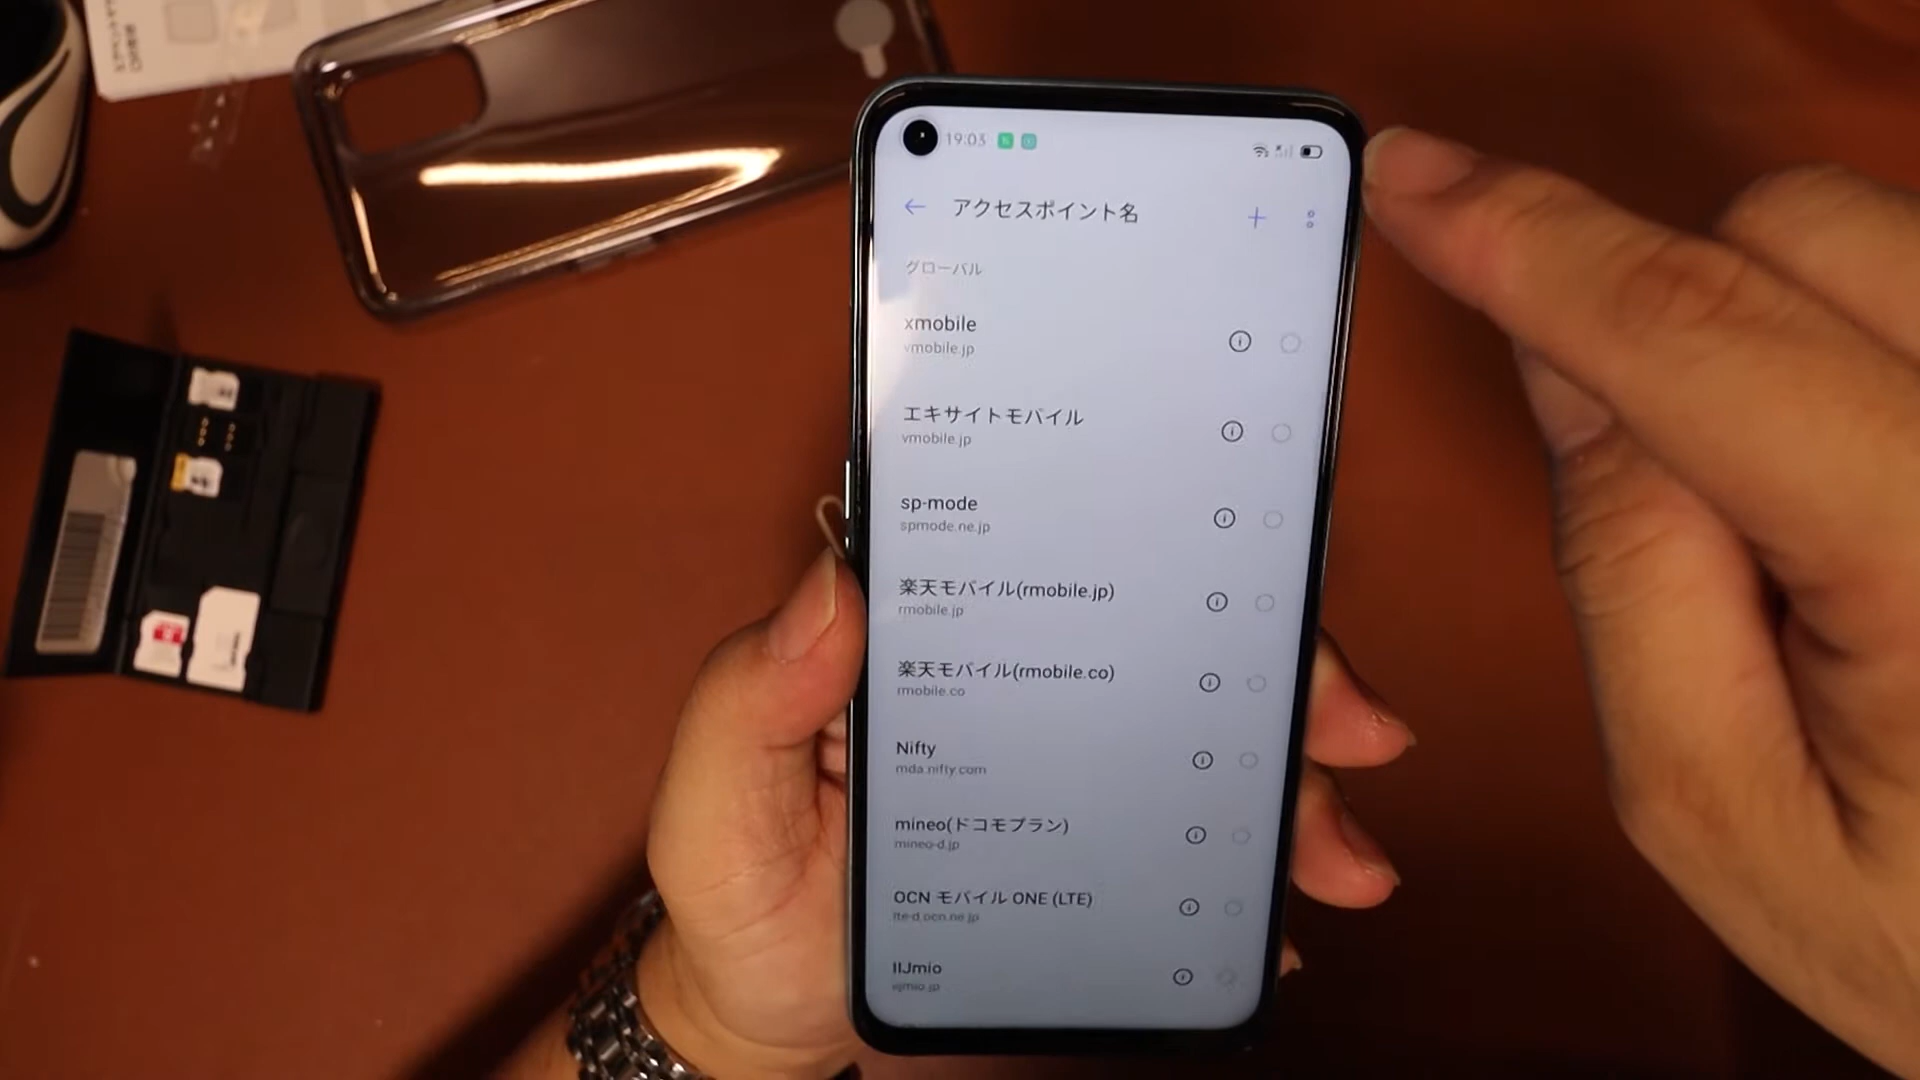 19:03
アクセスポイント名
グローバル
xmobile
vmobile.jp
エキサイトモバイル
vmobile.jp
sp-mode
spmode.ne.jp
楽天モバイル(rmobile.jp)
rmobile.jp
楽天モバイル(rmobile.co)
rmobile.co
Nifty
mda.nifty.com
mineo(ドコモプラン)
mineo-d.jp
OCN モバイル ONE (LTE)
lte-d.ocn.ne.jp
IIJmio
iijmio.jp